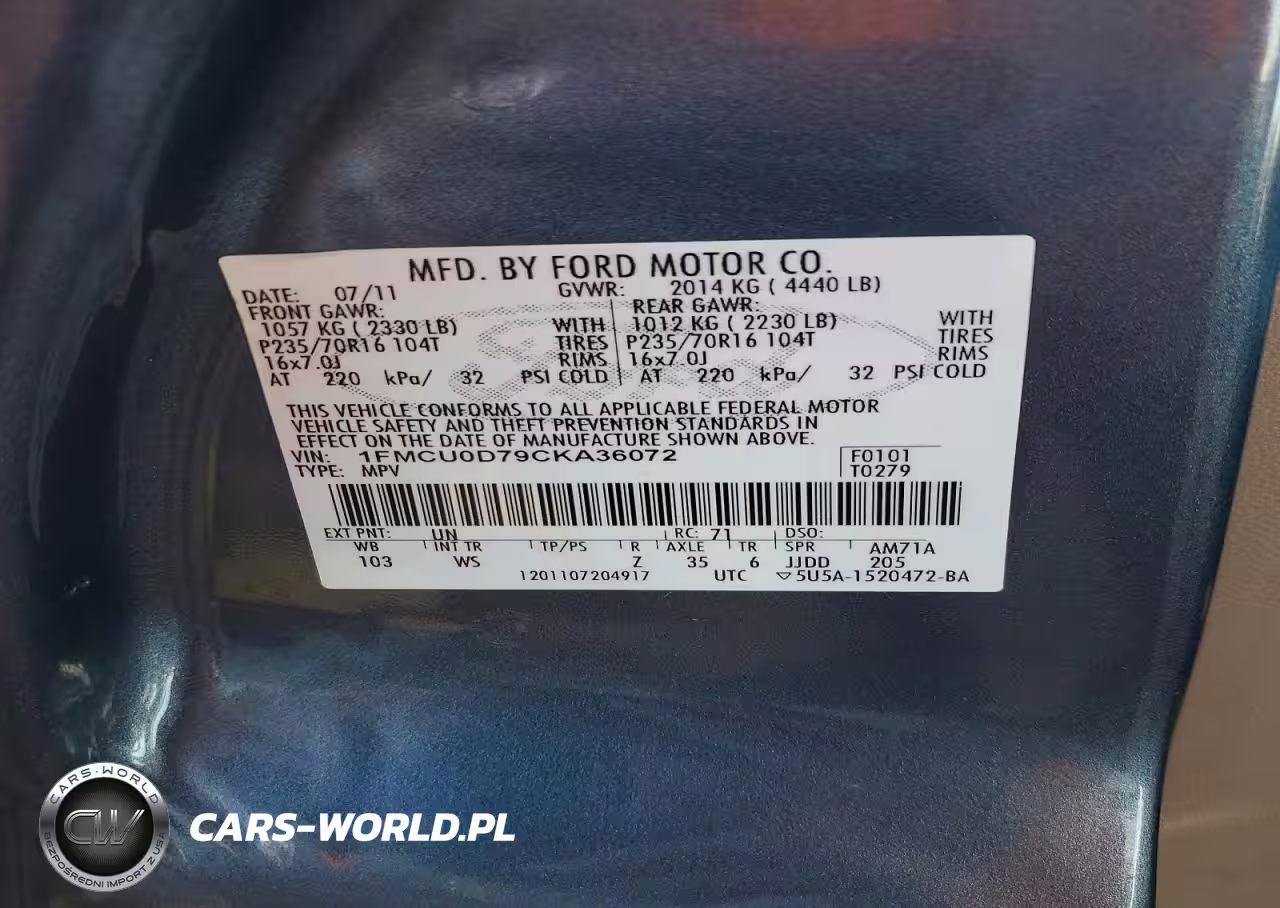 MFD. BY FORD MOTOR CO.
DATE: 07/11 GVWR: 2014 KG ( 4440 LB)
FRONT GAWR: REAR GAWR:
1057 KG ( 2330 LB) WITH 1012 KG ( 2230 LB) WITH
P235/70R16 104T TIRES P235/70R16 104T TIRES
16x7.0J RIMS 16x7.0J RIMS
AT 220 kPa/ 32 PSI COLD AT 220 kPa/ 32 PSI COLD
THIS VEHICLE CONFORMS TO ALL APPLICABLE FEDERAL MOTOR
VEHICLE SAFETY AND THEFT PREVENTION STANDARDS IN
EFFECT ON THE DATE OF MANUFACTURE SHOWN ABOVE.
VIN: 1FMCU0D79CKA36072 F0101
TYPE: MPV T0279
EXT PNT: UN RC: 71 DSO:
WB INT TR TP/PS R AXLE TR SPR AM71A
103 WS Z 35 6 JJDD 205
1201107204917 UTC ▽5U5A-1520472-BA
CARS-WORLD
CW
BEZPOŚREDNI IMPORT Z USA
CARS-WORLD.PL